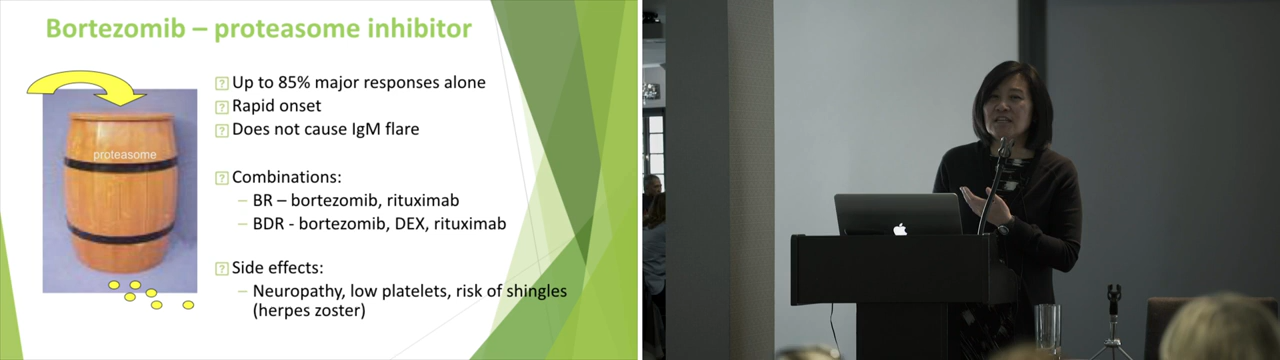 Bortezomib – proteasome inhibitor
Up to 85% major responses alone
Rapid onset
Does not cause IgM flare
proteasome
Combinations:
– BR – bortezomib, rituximab
– BDR - bortezomib, DEX, rituximab
Side effects:
– Neuropathy, low platelets, risk of shingles
(herpes zoster)